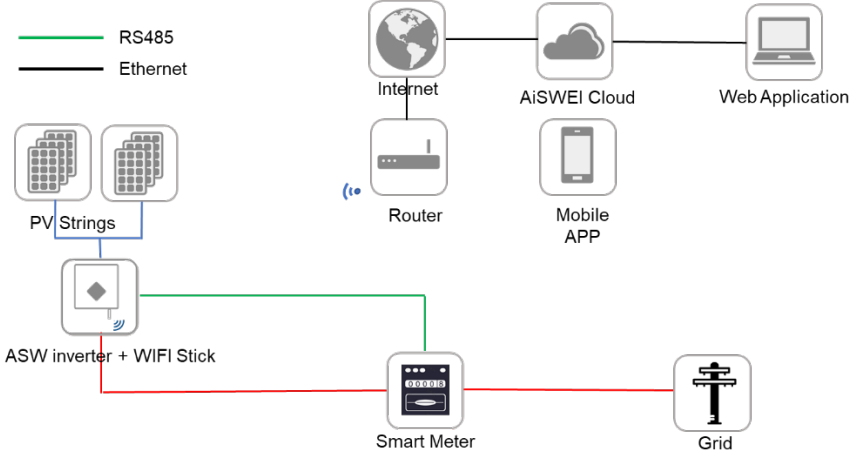 RS485
Ethernet
Internet
AiSWEI Cloud
Web Application
PV Strings
Router
Mobile
APP
ASW inverter + WIFI Stick
00008
Smart Meter
Grid